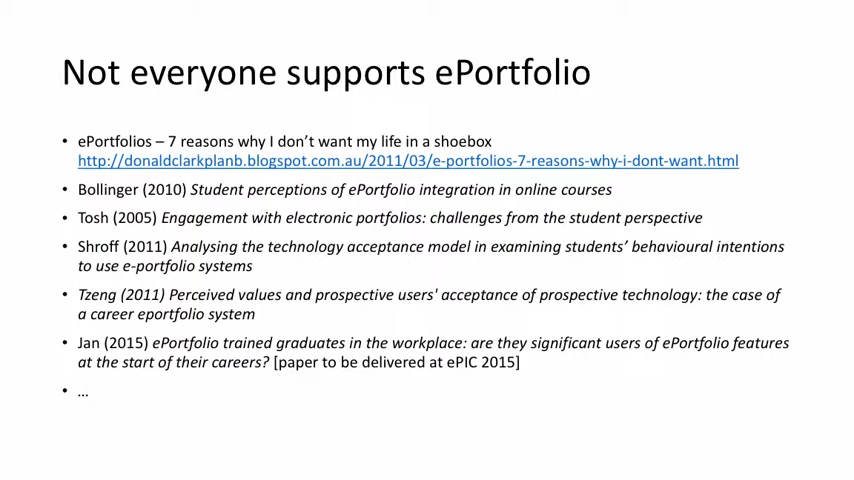 Not everyone supports ePortfolio
• ePortfolios – 7 reasons why I don't want my life in a shoebox
http://donaldclarkplanb.blogspot.com.au/2011/03/e-portfolios-7-reasons-why-i-dont-want.html
• Bollinger (2010) Student perceptions of ePortfolio integration in online courses
• Tosh (2005) Engagement with electronic portfolios: challenges from the student perspective
• Shroff (2011) Analysing the technology acceptance model in examining students' behavioural intentions
to use e-portfolio systems
• Tzeng (2011) Perceived values and prospective users' acceptance of prospective technology: the case of
a career eportfolio system
• Jan (2015) ePortfolio trained graduates in the workplace: are they significant users of ePortfolio features
at the start of their careers? [paper to be delivered at ePIC 2015]
• …